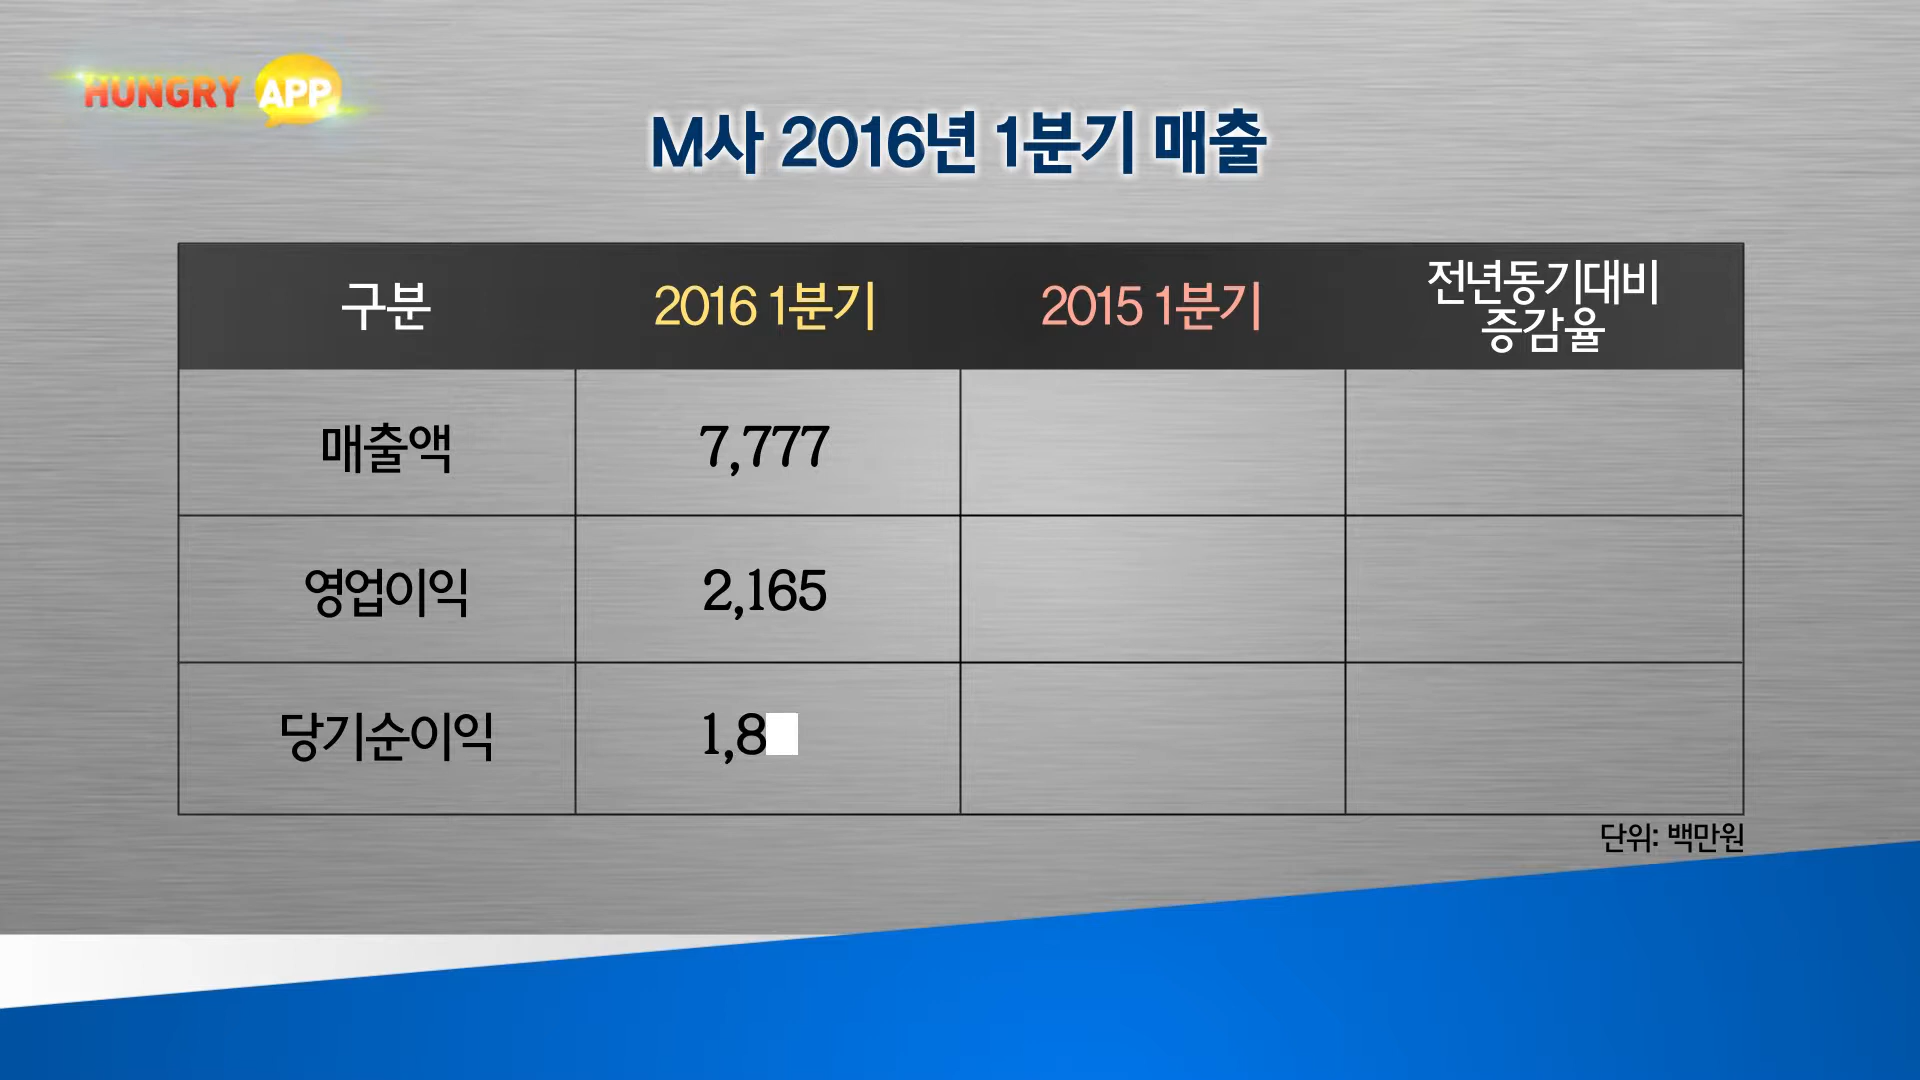 HUNGRY APP
M사 2016년 1분기 매출
구분
2016 1분기
2015 1분기
전년동기대비
증감율
매출액
7,777
영업이익
2,165
당기순이익
1,8
단위: 백만원